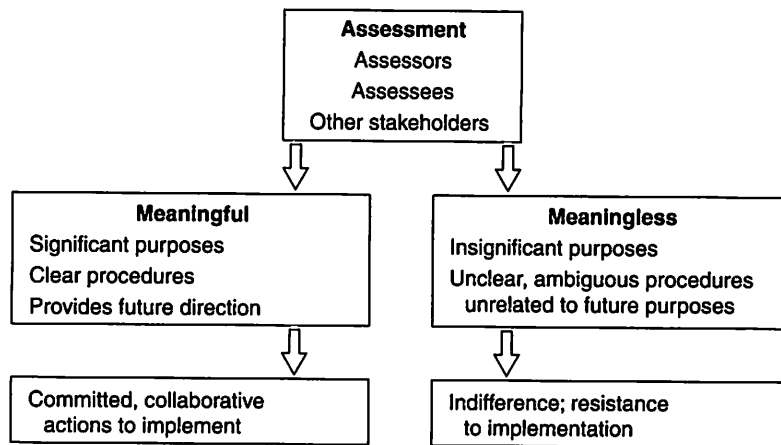 Assessment
Assessors
Assessees
Other stakeholders
Meaningful
Significant purposes
Clear procedures
Provides future direction
Meaningless
Insignificant purposes
Unclear, ambiguous procedures
unrelated to future purposes
Committed, collaborative
actions to implement
Indifference; resistance
to implementation